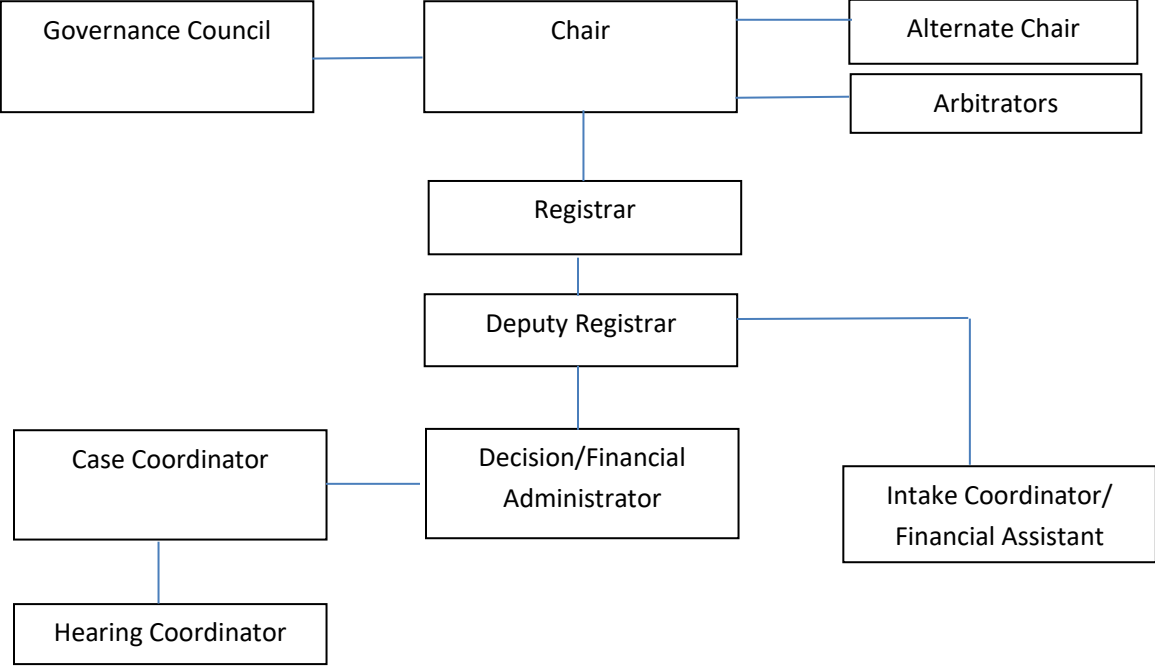 Governance Council
Chair
Alternate Chair
Arbitrators
Registrar
Deputy Registrar
Case Coordinator
Decision/Financial
Administrator
Intake Coordinator/
Financial Assistant
Hearing Coordinator